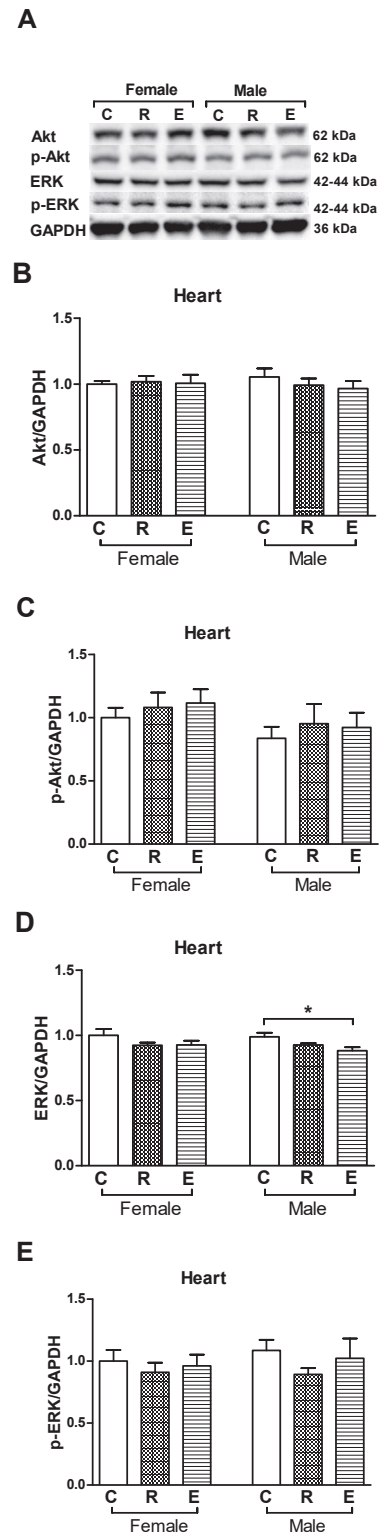 A
Female Male
C R E C R E
Akt 62 kDa
p-Akt 62 kDa
ERK 42-44 kDa
p-ERK 42-44 kDa
GAPDH 36 kDa
B
Heart
Akt/GAPDH
1.5
1.0
0.5
0.0
C R E C R E
Female Male
C
Heart
p-Akt/GAPDH
1.5
1.0
0.5
0.0
C R E C R E
Female Male
D
Heart
ERK/GAPDH
1.5
*
1.0
0.5
0.0
C R E C R E
Female Male
E
Heart
p-ERK/GAPDH
1.5
1.0
0.5
0.0
C R E C R E
Female Male